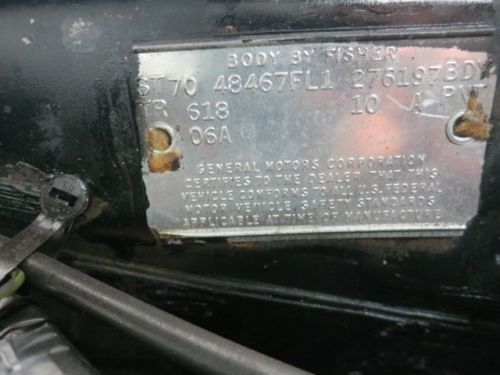 BODY BY FISHER
ST70 48467FL1 276197BDY
TR 618 10 A PNT
06A
GENERAL MOTORS CORPORATION
CERTIFIES TO THE DEALER THAT THIS
VEHICLE CONFORMS TO ALL U.S. FEDERAL
MOTOR VEHICLE SAFETY STANDARDS
APPLICABLE AT TIME OF MANUFACTURE